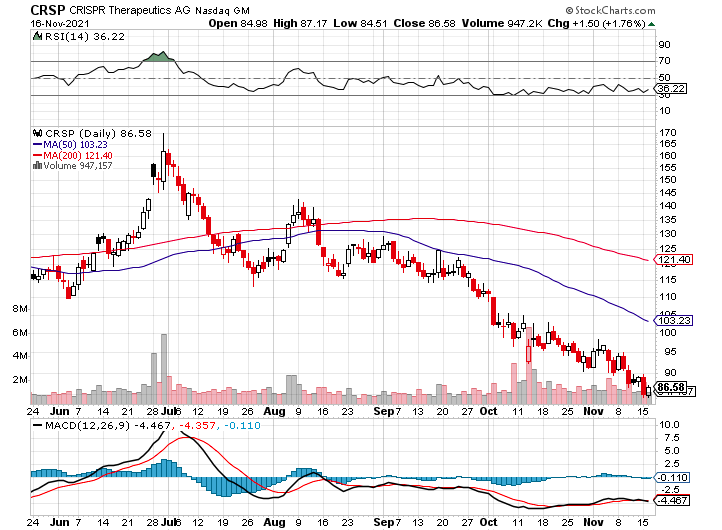 CRSP CRISPR Therapeutics AG Nasdaq GM © StockCharts.com
16-Nov-2021 Open 84.98 High 87.17 Low 84.51 Close 86.58 Volume 947.2K Chg +1.50 (+1.76%)
RSI(14) 36.22
90
70
50
36.22
30
10
CRSP (Daily) 86.58
MA(50) 103.23
MA(200) 121.40
Volume 947,157
170
165
160
155
150
145
140
135
130
125
121.40
115
110
103.23
100
95
90
86.58
8M
6M
4M
2M
24 Jun 7 14 21 28 Jul 6 12 19 26 Aug 9 16 23 Sep 7 13 20 27 Oct 11 18 25 Nov 8 15
MACD(12,26,9) -4.467, -4.357, -0.110
10.0
7.5
5.0
2.5
-0.110
-2.5
-4.467
24 Jun 7 14 21 28 Jul 6 12 19 26 Aug 9 16 23 Sep 7 13 20 27 Oct 11 18 25 Nov 8 15